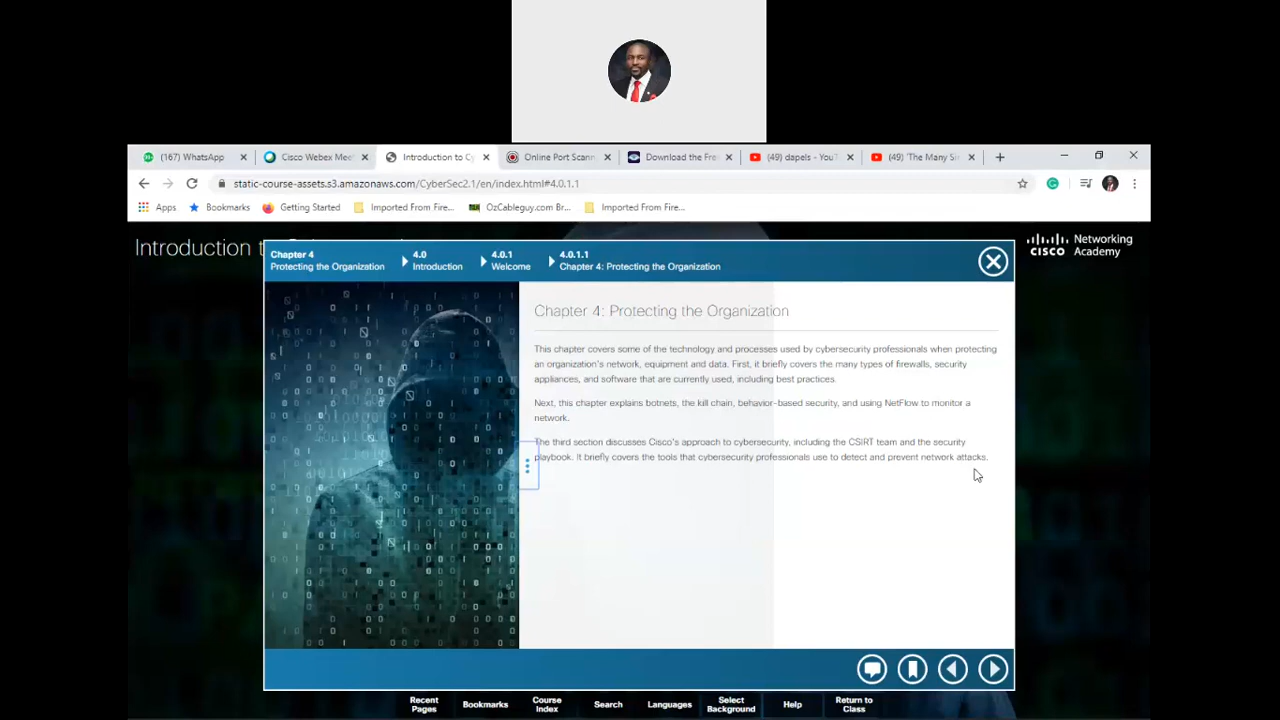 (167) WhatsApp
Cisco Webex Mee
Introduction to Cy
Online Port Scann
Download the Fre
(49) dapels - YouT
(49) 'The Many Si
static-course-assets.s3.amazonaws.com/CyberSec2.1/en/index.html#4.0.1.1
Apps
Bookmarks
Getting Started
Imported From Fire...
OzCableguy.com Br...
Imported From Fire...
Introduction t
CISCO
Networking
Academy
Chapter 4
Protecting the Organization
4.0
Introduction
4.0.1
Welcome
4.0.1.1
Chapter 4: Protecting the Organization
Chapter 4: Protecting the Organization
This chapter covers some of the technology and processes used by cybersecurity professionals when protecting
an organization's network, equipment and data. First, it briefly covers the many types of firewalls, security
appliances, and software that are currently used, including best practices.
Next, this chapter explains botnets, the kill chain, behavior-based security, and using NetFlow to monitor a
network.
The third section discusses Cisco's approach to cybersecurity, including the CSIRT team and the security
playbook. It briefly covers the tools that cybersecurity professionals use to detect and prevent network attacks.
Recent
Pages
Bookmarks
Course
Index
Search
Languages
Select
Background
Help
Return to
Class